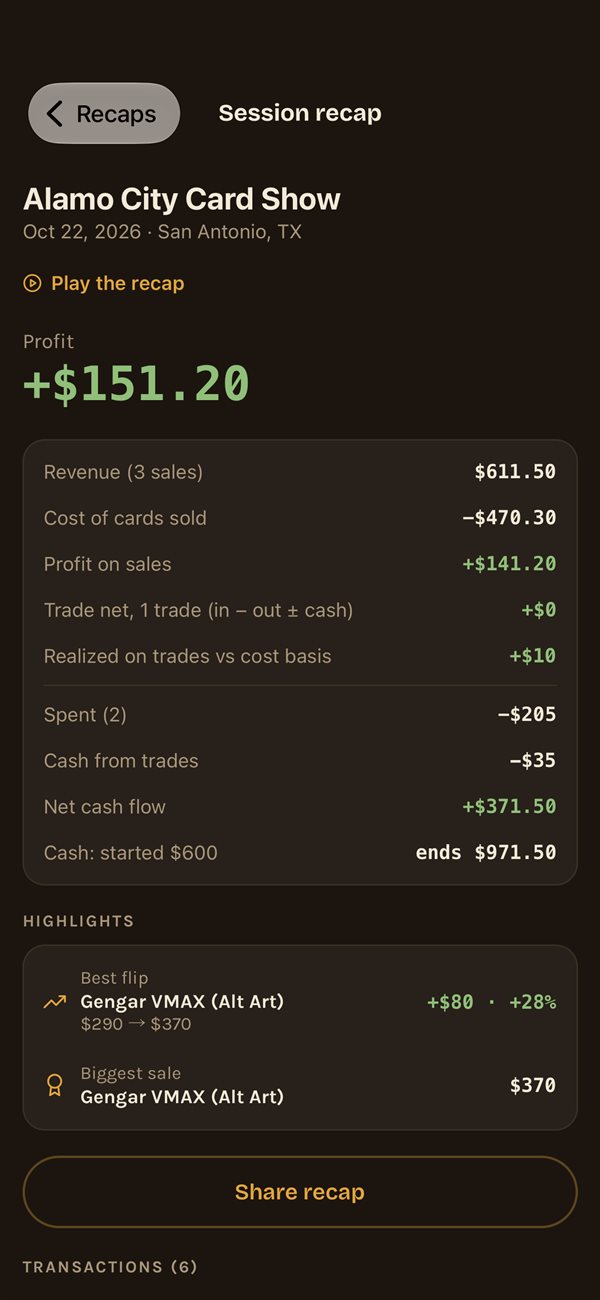 Recaps
Session recap
Alamo City Card Show
Oct 22, 2026 · San Antonio, TX
Play the recap
Profit
+$151.20
Revenue (3 sales) $611.50
Cost of cards sold −$470.30
Profit on sales +$141.20
Trade net, 1 trade (in − out ± cash) +$0
Realized on trades vs cost basis +$10
Spent (2) −$205
Cash from trades −$35
Net cash flow +$371.50
Cash: started $600 ends $971.50
HIGHLIGHTS
Best flip
Gengar VMAX (Alt Art) +$80 · +28%
$290 → $370
Biggest sale
Gengar VMAX (Alt Art) $370
Share recap
TRANSACTIONS (6)